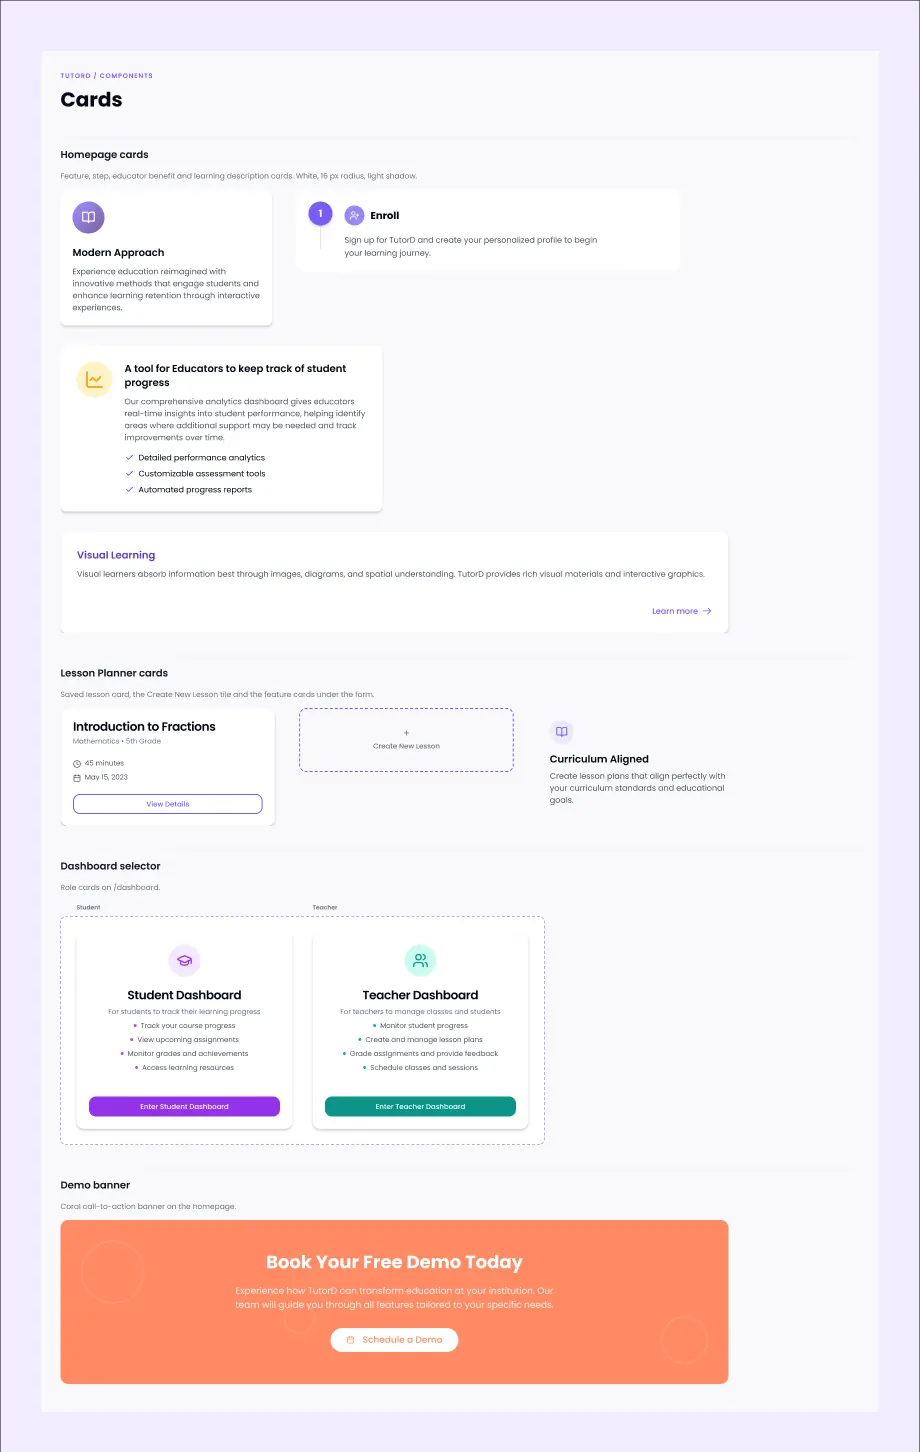 TUTORD / COMPONENTS
Cards
Homepage cards
Feature, step, educator benefit and learning description cards. White, 16 px radius, light shadow.
Modern Approach
Experience education reimagined with
innovative methods that engage students and
enhance learning retention through interactive
experiences.
1
Enroll
Sign up for TutorD and create your personalized profile to begin
your learning journey.
A tool for Educators to keep track of student
progress
Our comprehensive analytics dashboard gives educators
real-time insights into student performance, helping identify
areas where additional support may be needed and track
improvements over time.
Detailed performance analytics
Customizable assessment tools
Automated progress reports
Visual Learning
Visual learners absorb information best through images, diagrams, and spatial understanding. TutorD provides rich visual materials and interactive graphics.
Learn more →
Lesson Planner cards
Saved lesson card, the Create New Lesson tile and the feature cards under the form.
Introduction to Fractions
Mathematics • 5th Grade
45 minutes
May 15, 2023
View Details
+
Create New Lesson
Curriculum Aligned
Create lesson plans that align perfectly with
your curriculum standards and educational
goals.
Dashboard selector
Role cards on /dashboard.
Student
Student Dashboard
For students to track their learning progress
• Track your course progress
• View upcoming assignments
• Monitor grades and achievements
• Access learning resources
Enter Student Dashboard
Teacher
Teacher Dashboard
For teachers to manage classes and students
• Monitor student progress
• Create and manage lesson plans
• Grade assignments and provide feedback
• Schedule classes and sessions
Enter Teacher Dashboard
Demo banner
Coral call-to-action banner on the homepage.
Book Your Free Demo Today
Experience how TutorD can transform education at your institution. Our
team will guide you through all features tailored to your specific needs.
Schedule a Demo